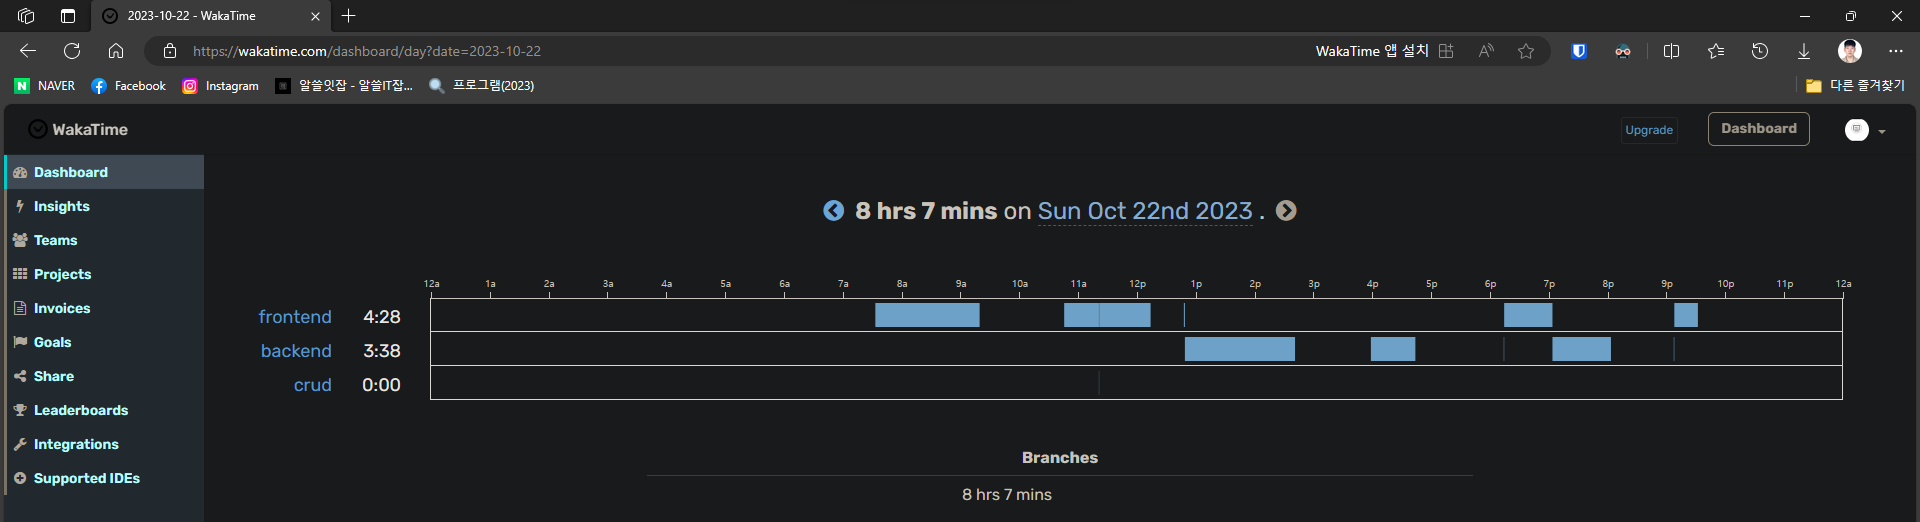 2023-10-22 - WakaTime
https://wakatime.com/dashboard/day?date=2023-10-22
WakaTime 앱 설치
NAVER Facebook Instagram 알쓸잇잡 - 알쓸IT잡... 프로그램(2023) 다른 즐겨찾기
WakaTime Upgrade Dashboard
Dashboard
Insights
Teams
Projects
Invoices
Goals
Share
Leaderboards
Integrations
Supported IDEs
8 hrs 7 mins on Sun Oct 22nd 2023 .
12a 1a 2a 3a 4a 5a 6a 7a 8a 9a 10a 11a 12p 1p 2p 3p 4p 5p 6p 7p 8p 9p 10p 11p 12a
frontend 4:28
backend 3:38
crud 0:00
Branches
8 hrs 7 mins